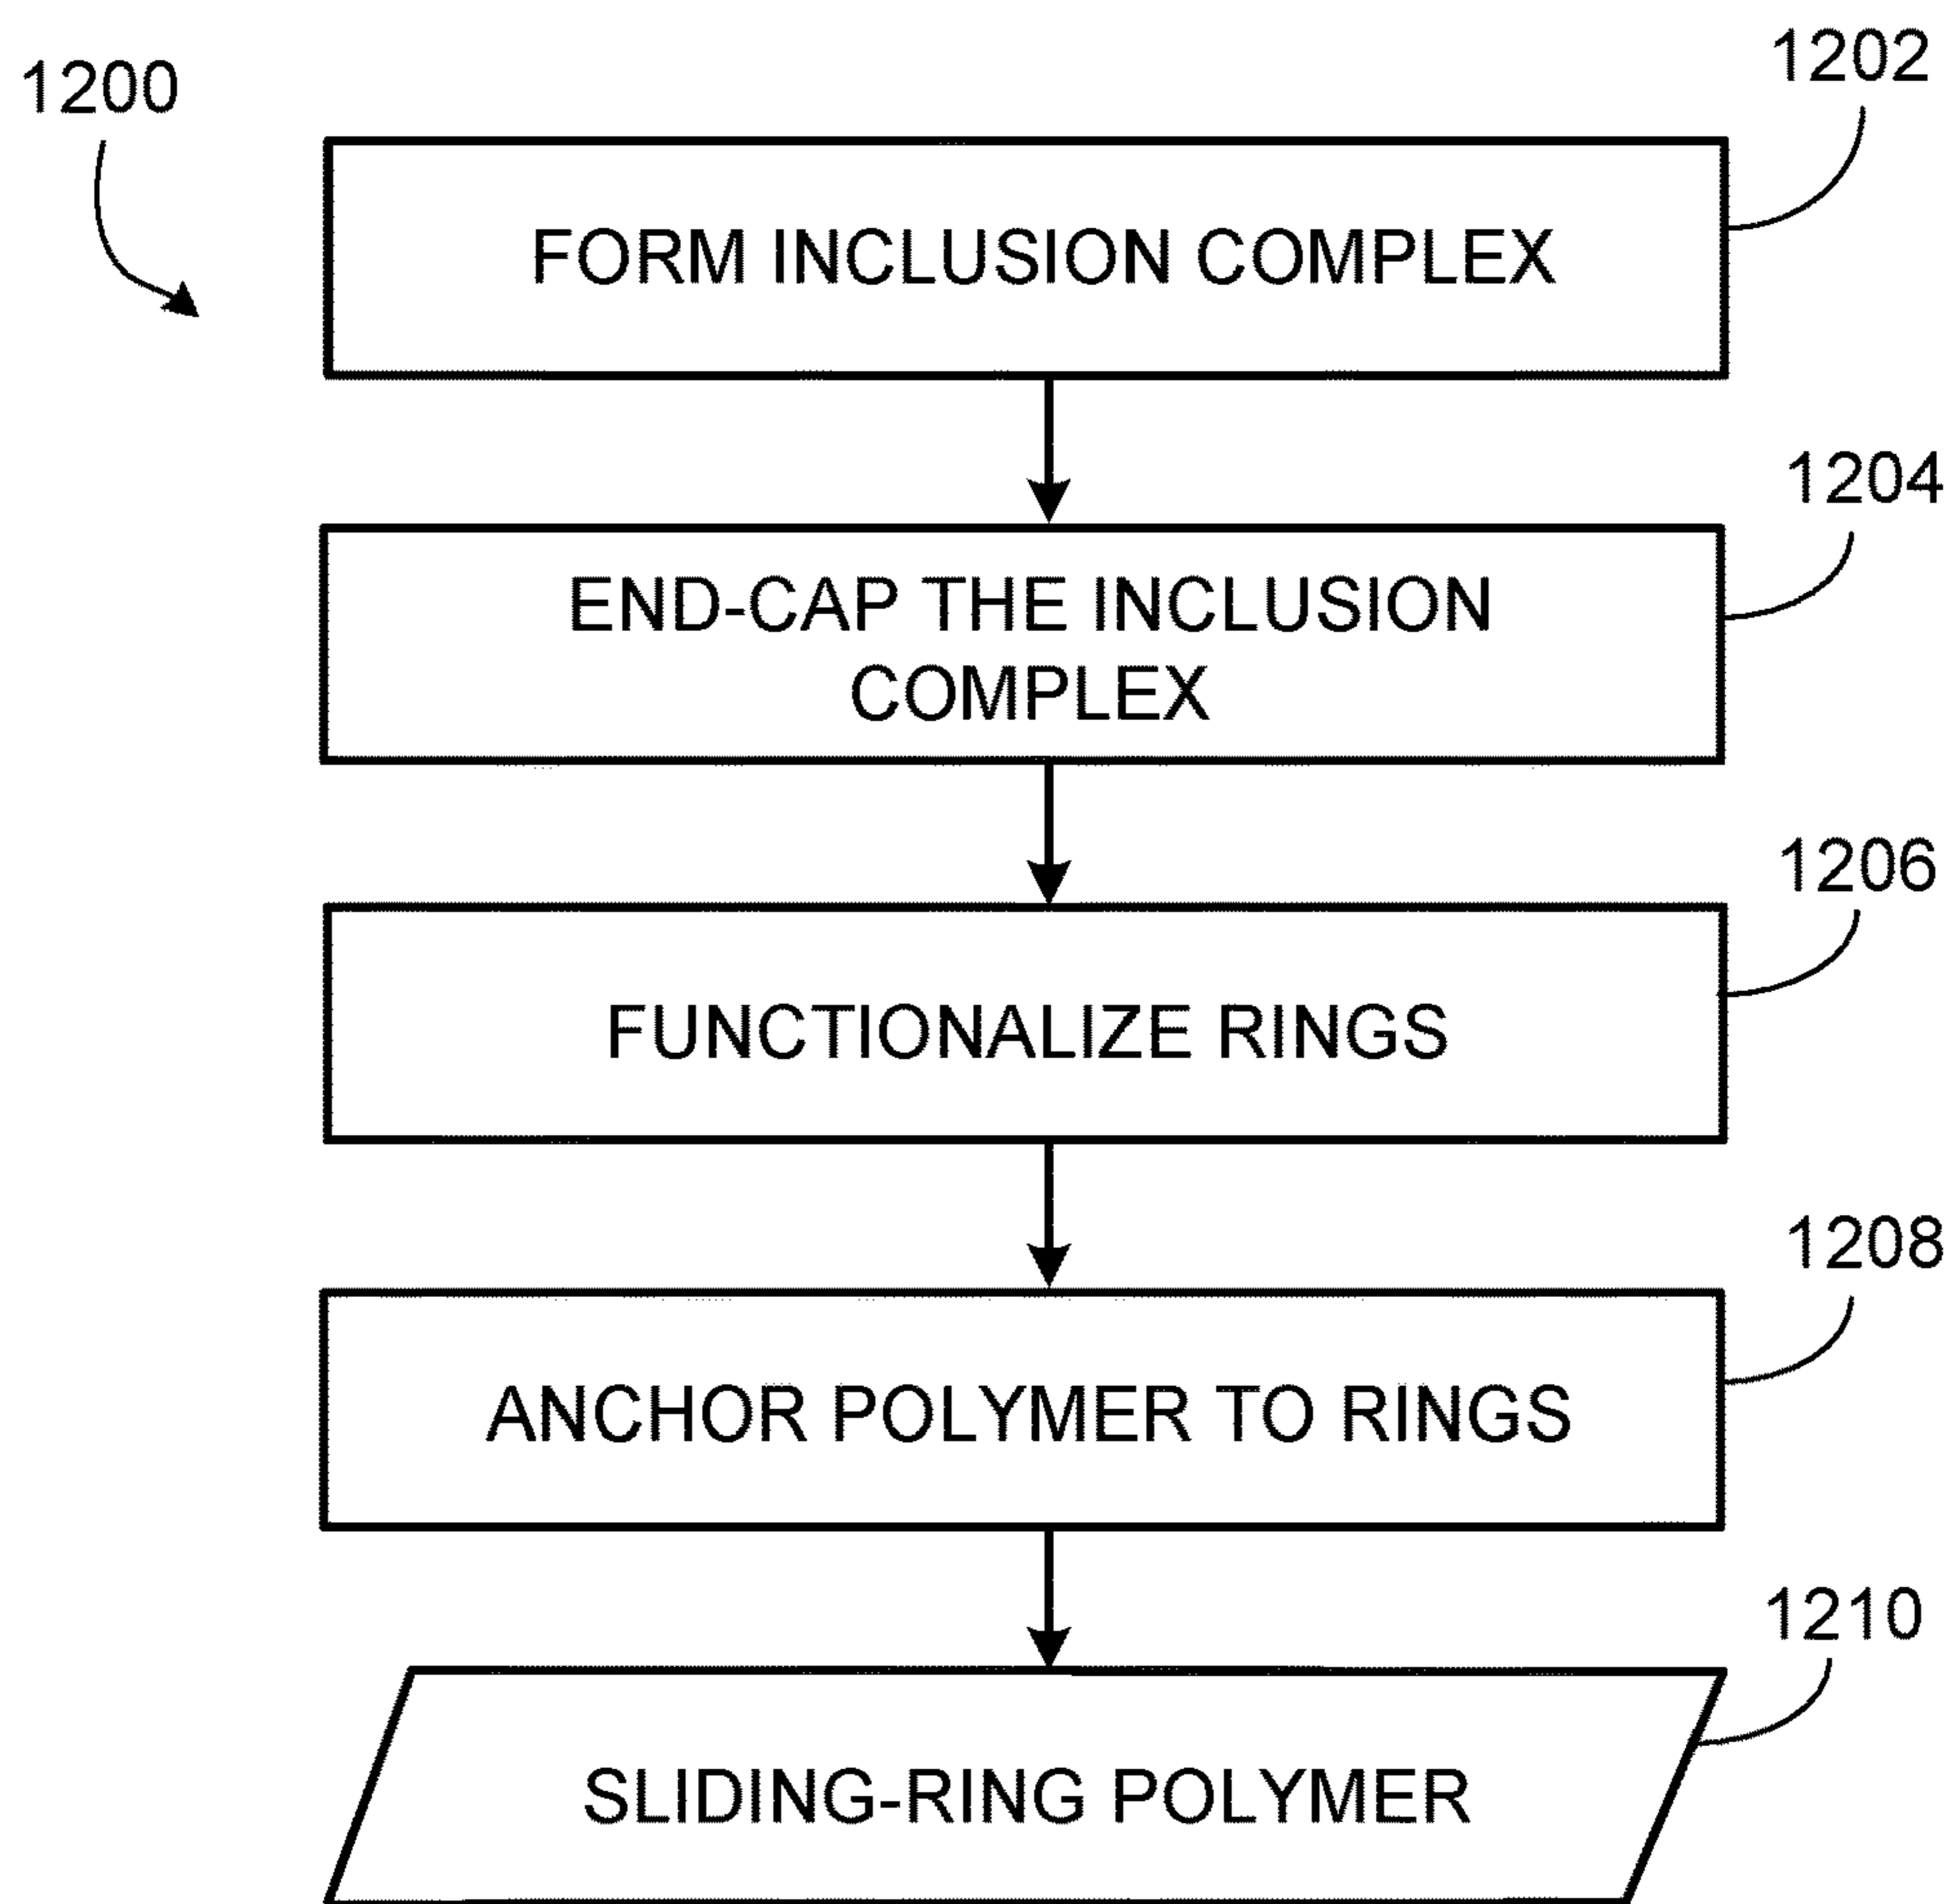 1200
1202
FORM INCLUSION COMPLEX
1204
END-CAP THE INCLUSION
COMPLEX
1206
FUNCTIONALIZE RINGS
1208
ANCHOR POLYMER TO RINGS
1210
SLIDING-RING POLYMER